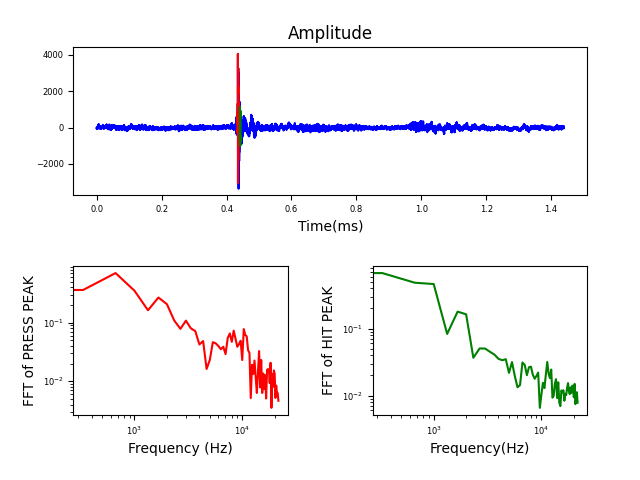 Amplitude
4000
2000
0
−2000
0.0 0.2 0.4 0.6 0.8 1.0 1.2 1.4
Time(ms)
FFT of PRESS PEAK
10⁻¹
10⁻²
10³ 10⁴
Frequency (Hz)
FFT of HIT PEAK
10⁻¹
10⁻²
10³ 10⁴
Frequency(Hz)